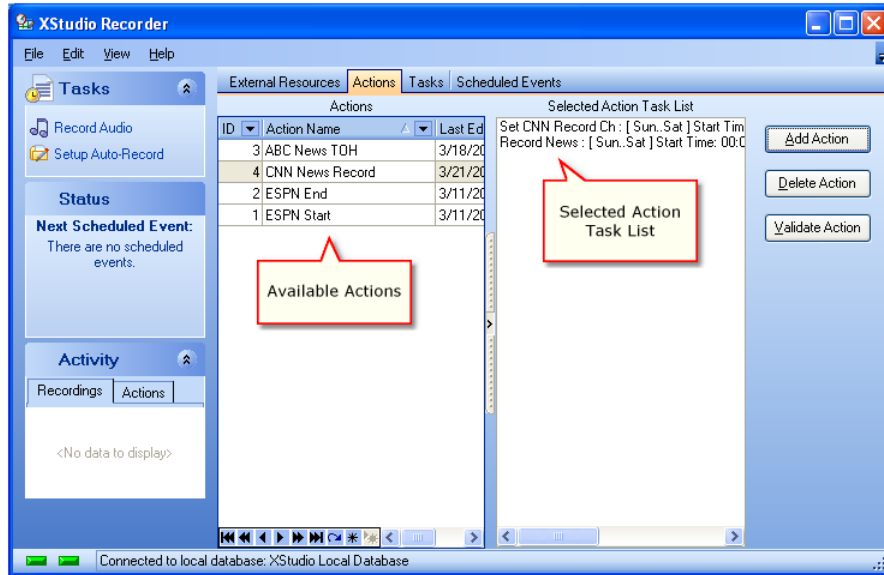 XStudio Recorder
File Edit View Help
Tasks
Record Audio
Setup Auto-Record
Status
Next Scheduled Event:
There are no scheduled
events.
Activity
Recordings Actions
<No data to display>
External Resources Actions Tasks Scheduled Events
Actions
ID Action Name Last Ed
3 ABC News TOH 3/18/20
4 CNN News Record 3/21/20
2 ESPN End 3/11/20
1 ESPN Start 3/11/20
Available Actions
Selected Action Task List
Set CNN Record Ch : [ Sun..Sat ] Start Tim
Record News : [ Sun..Sat ] Start Time: 00:0
Selected Action
Task List
Add Action
Delete Action
Validate Action
Connected to local database: XStudio Local Database